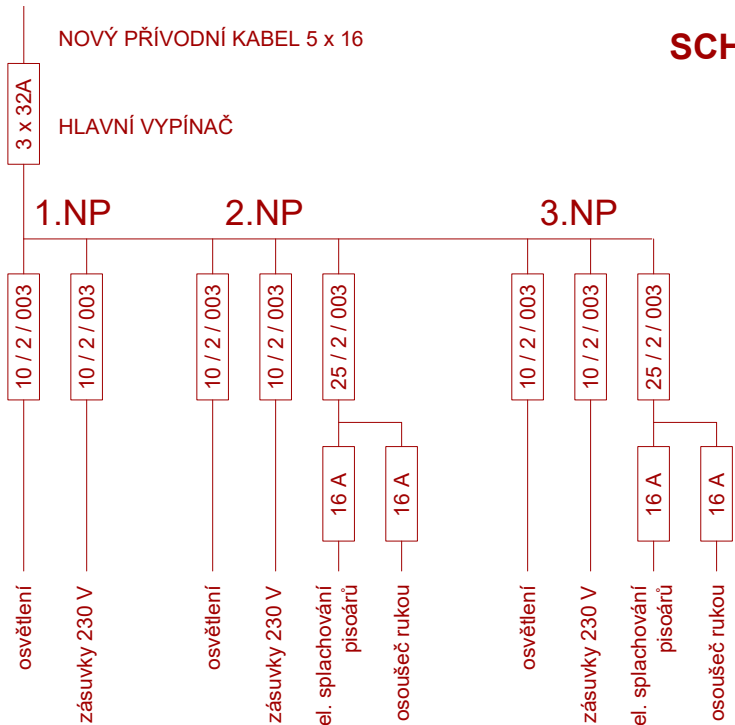 NOVÝ PŘÍVODNÍ KABEL 5 x 16
SCH
3 x 32A
HLAVNÍ VYPÍNAČ
1.NP
2.NP
3.NP
10 / 2 / 003
10 / 2 / 003
10 / 2 / 003
10 / 2 / 003
25 / 2 / 003
10 / 2 / 003
10 / 2 / 003
25 / 2 / 003
16 A
16 A
16 A
16 A
osvětlení
zásuvky 230 V
osvětlení
zásuvky 230 V
el. splachování
pisoárů
osoušeč rukou
osvětlení
zásuvky 230 V
el. splachování
pisoárů
osoušeč rukou